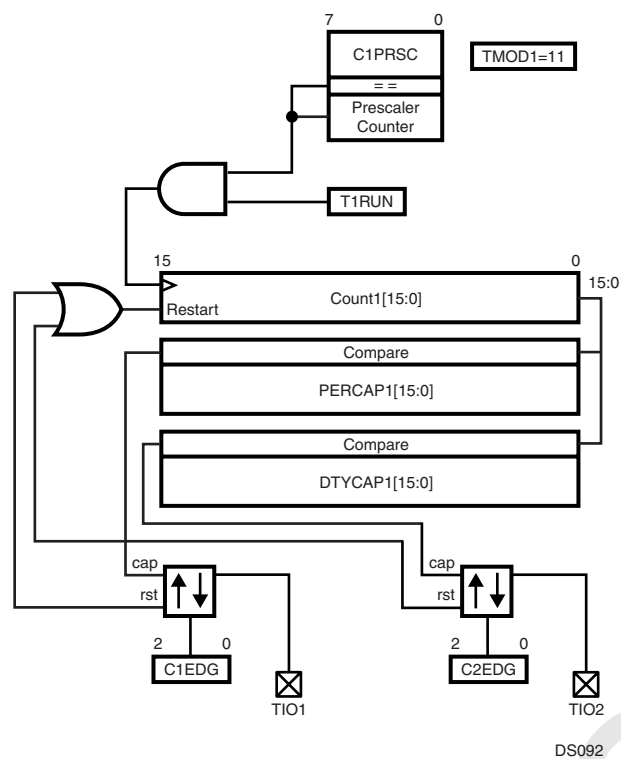 7 0
C1PRSC
TMOD1=11
= =
Prescaler
Counter
T1RUN
15 0
15:0
Count1[15:0]
Restart
Compare
PERCAP1[15:0]
Compare
DTYCAP1[15:0]
cap cap
rst rst
2 0 2 0
C1EDG C2EDG
TIO1 TIO2
DS092